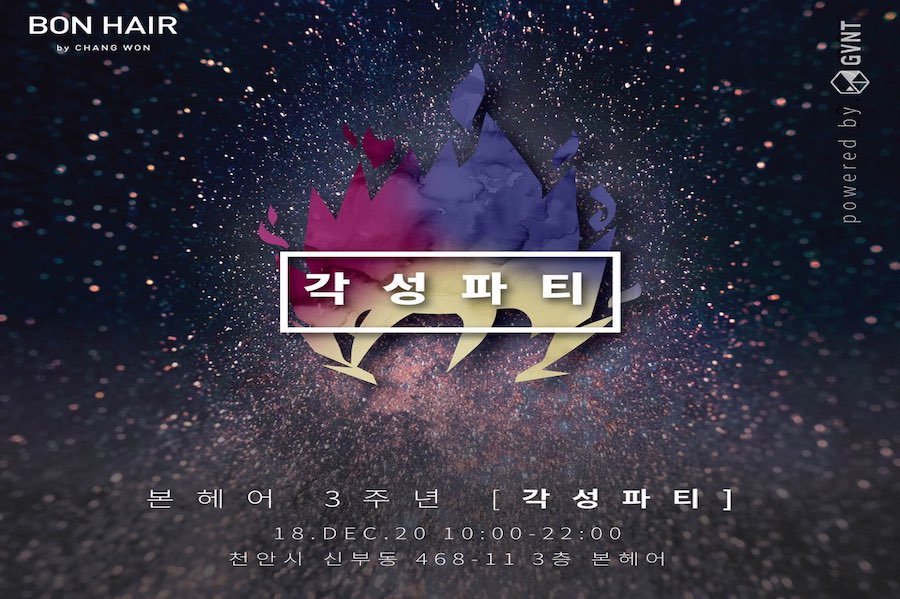 BON HAIR
by CHANG WON
powered by GVNT
각성파티
본헤어 3주년 [각성파티]
18.DEC.20 10:00-22:00
천안시 신부동 468-11 3층 본헤어